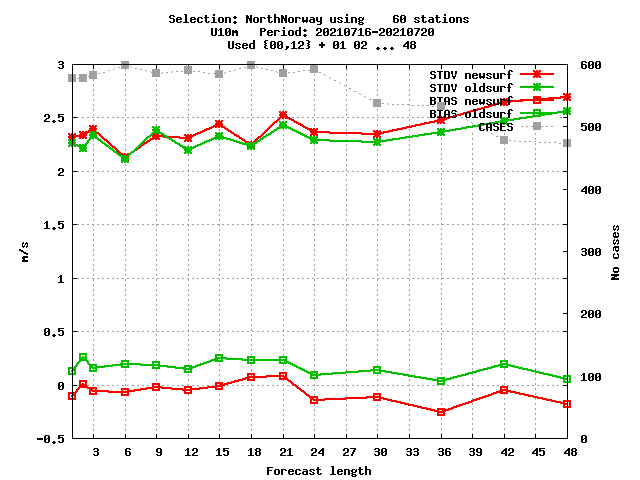 Selection: NorthNorway using    60 stations
U10m   Period: 20210716-20210720
Used {00,12} + 01 02 ... 48
3
2.5
2
1.5
1
0.5
0
-0.5
m/s
600
500
400
300
200
100
0
No cases
STDV newsurf
STDV oldsurf
BIAS newsurf
BIAS oldsurf
CASES
3 6 9 12 15 18 21 24 27 30 33 36 39 42 45 48
Forecast length